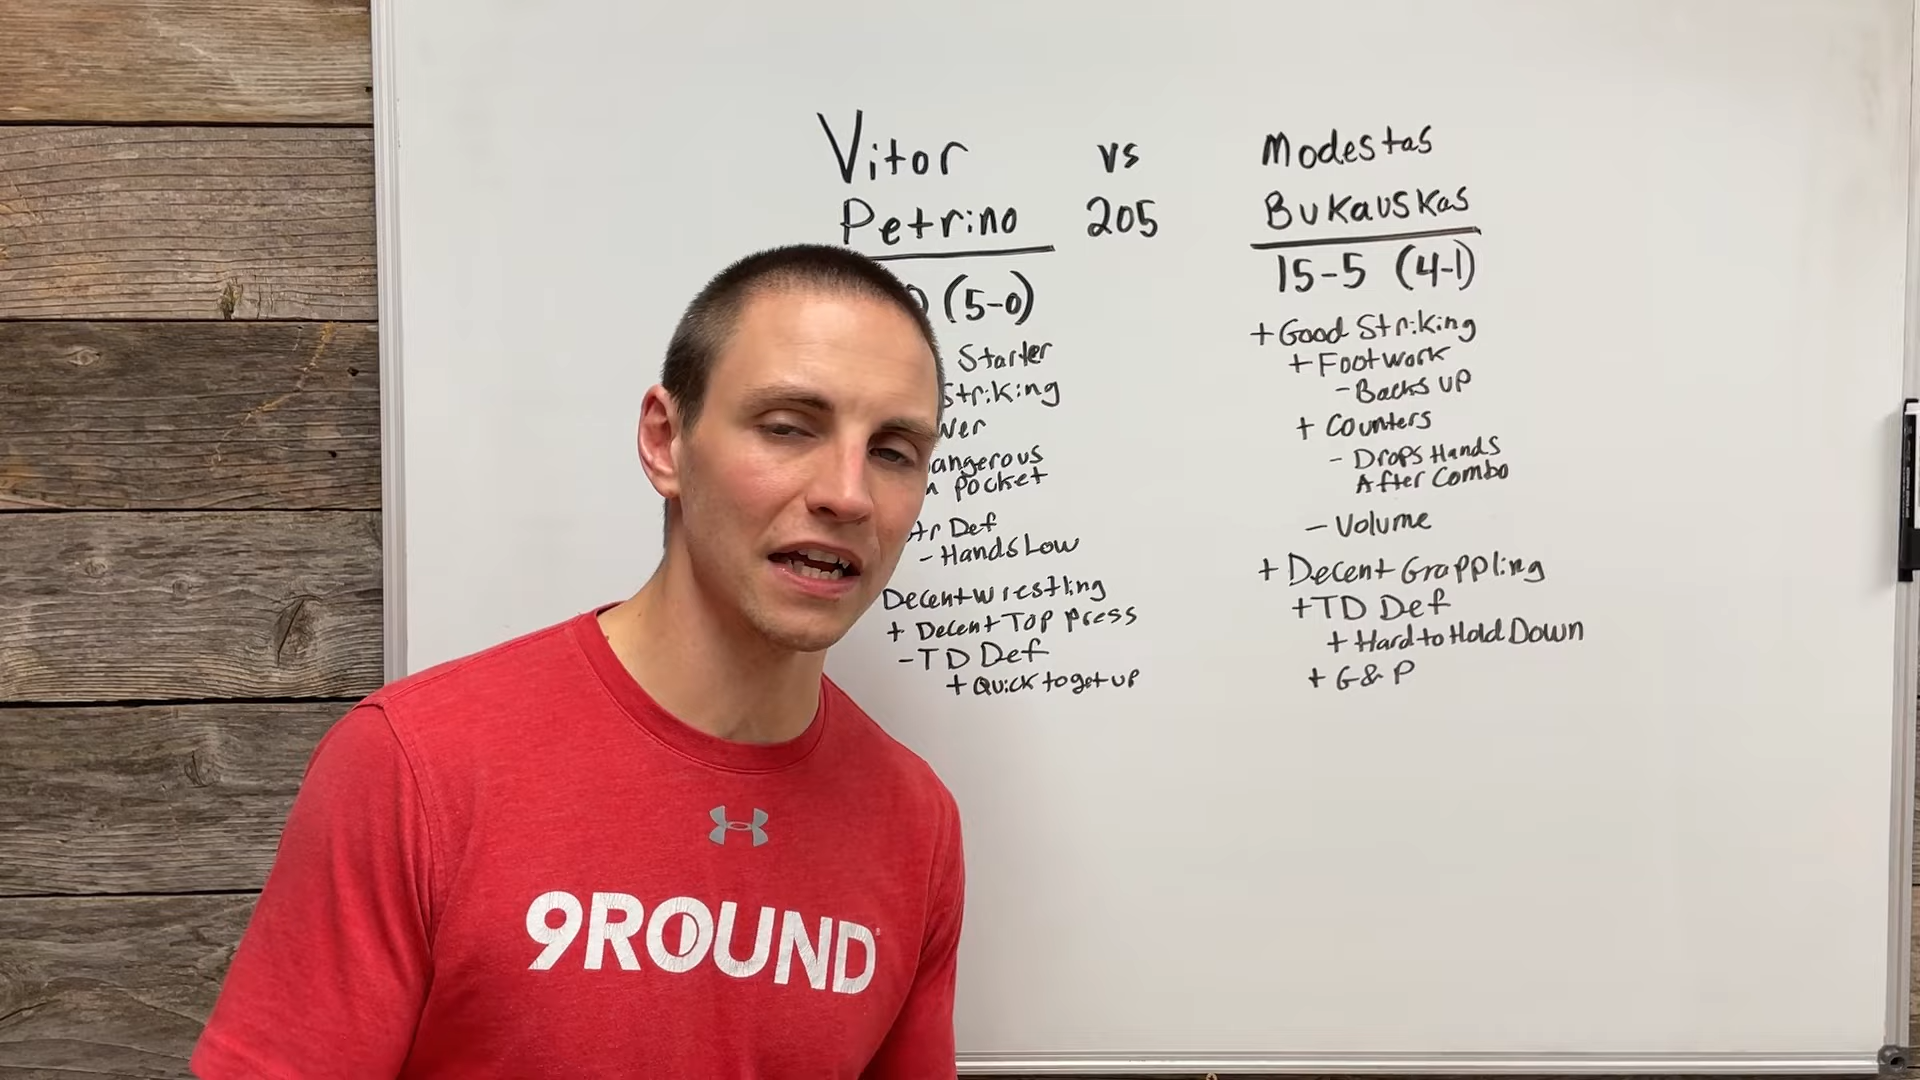 Vitor vs Modestas
Petrino 205 Bukauskas
(5-0) 15-5 (4-1)
Starter
Striking
Dangerous
Pocket
Def
- Hands Low
Decent wrestling
+ Decent Top press
- TD Def
+ Quick to get up
+ Good Striking
+ Footwork
- Backs up
+ Counters
- Drops Hands
After Combo
- Volume
+ Decent Grappling
+ TD Def
+ Hard to Hold Down
+ G & P
9ROUND